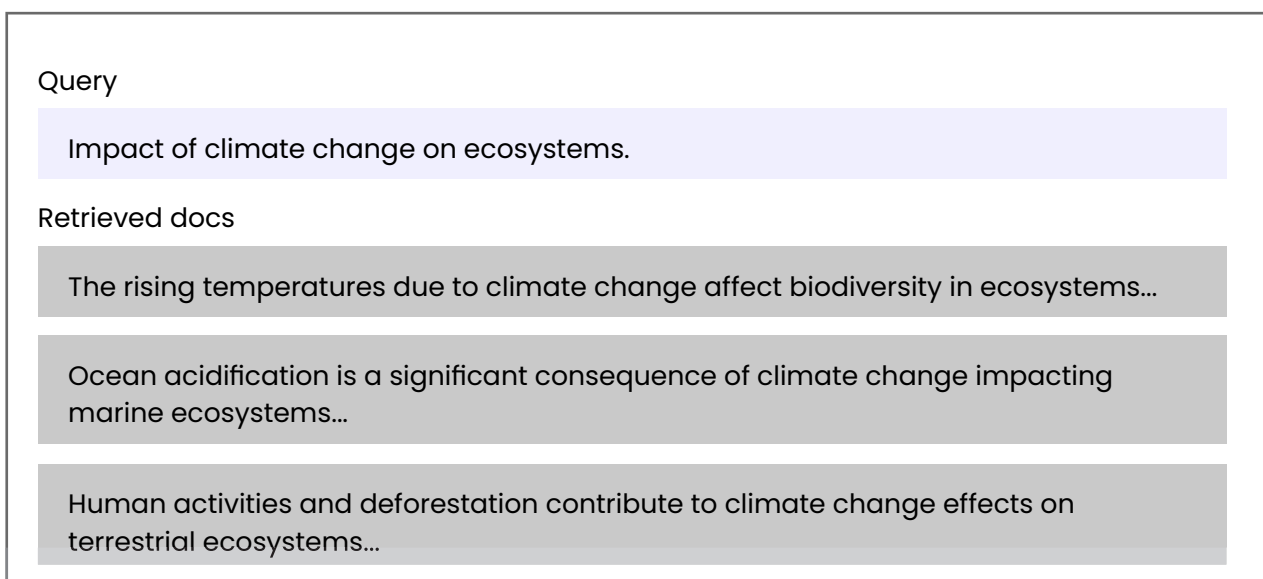 Query
Impact of climate change on ecosystems.
Retrieved docs
The rising temperatures due to climate change affect biodiversity in ecosystems...
Ocean acidification is a significant consequence of climate change impacting
marine ecosystems...
Human activities and deforestation contribute to climate change effects on
terrestrial ecosystems...